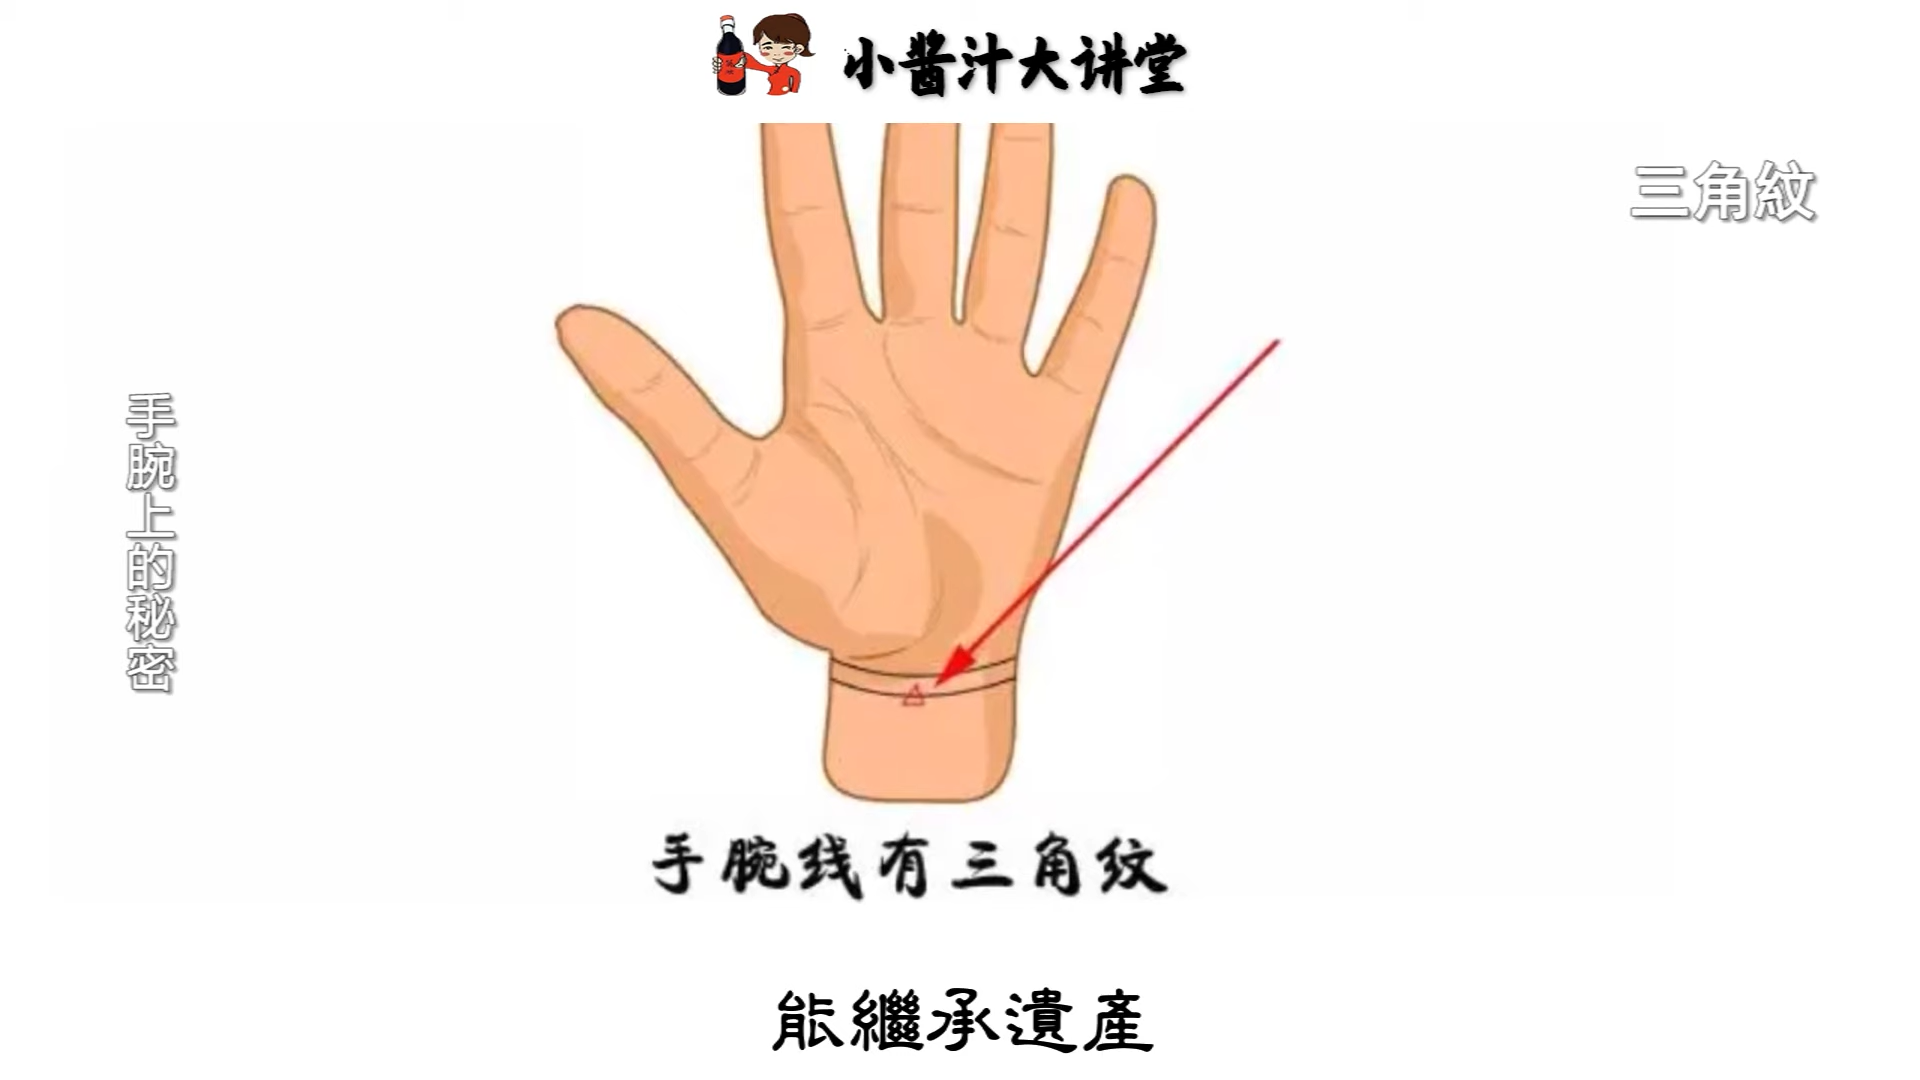 小酱汁大讲堂
三角紋
手腕上的秘密
手腕线有三角纹
能繼承遺產